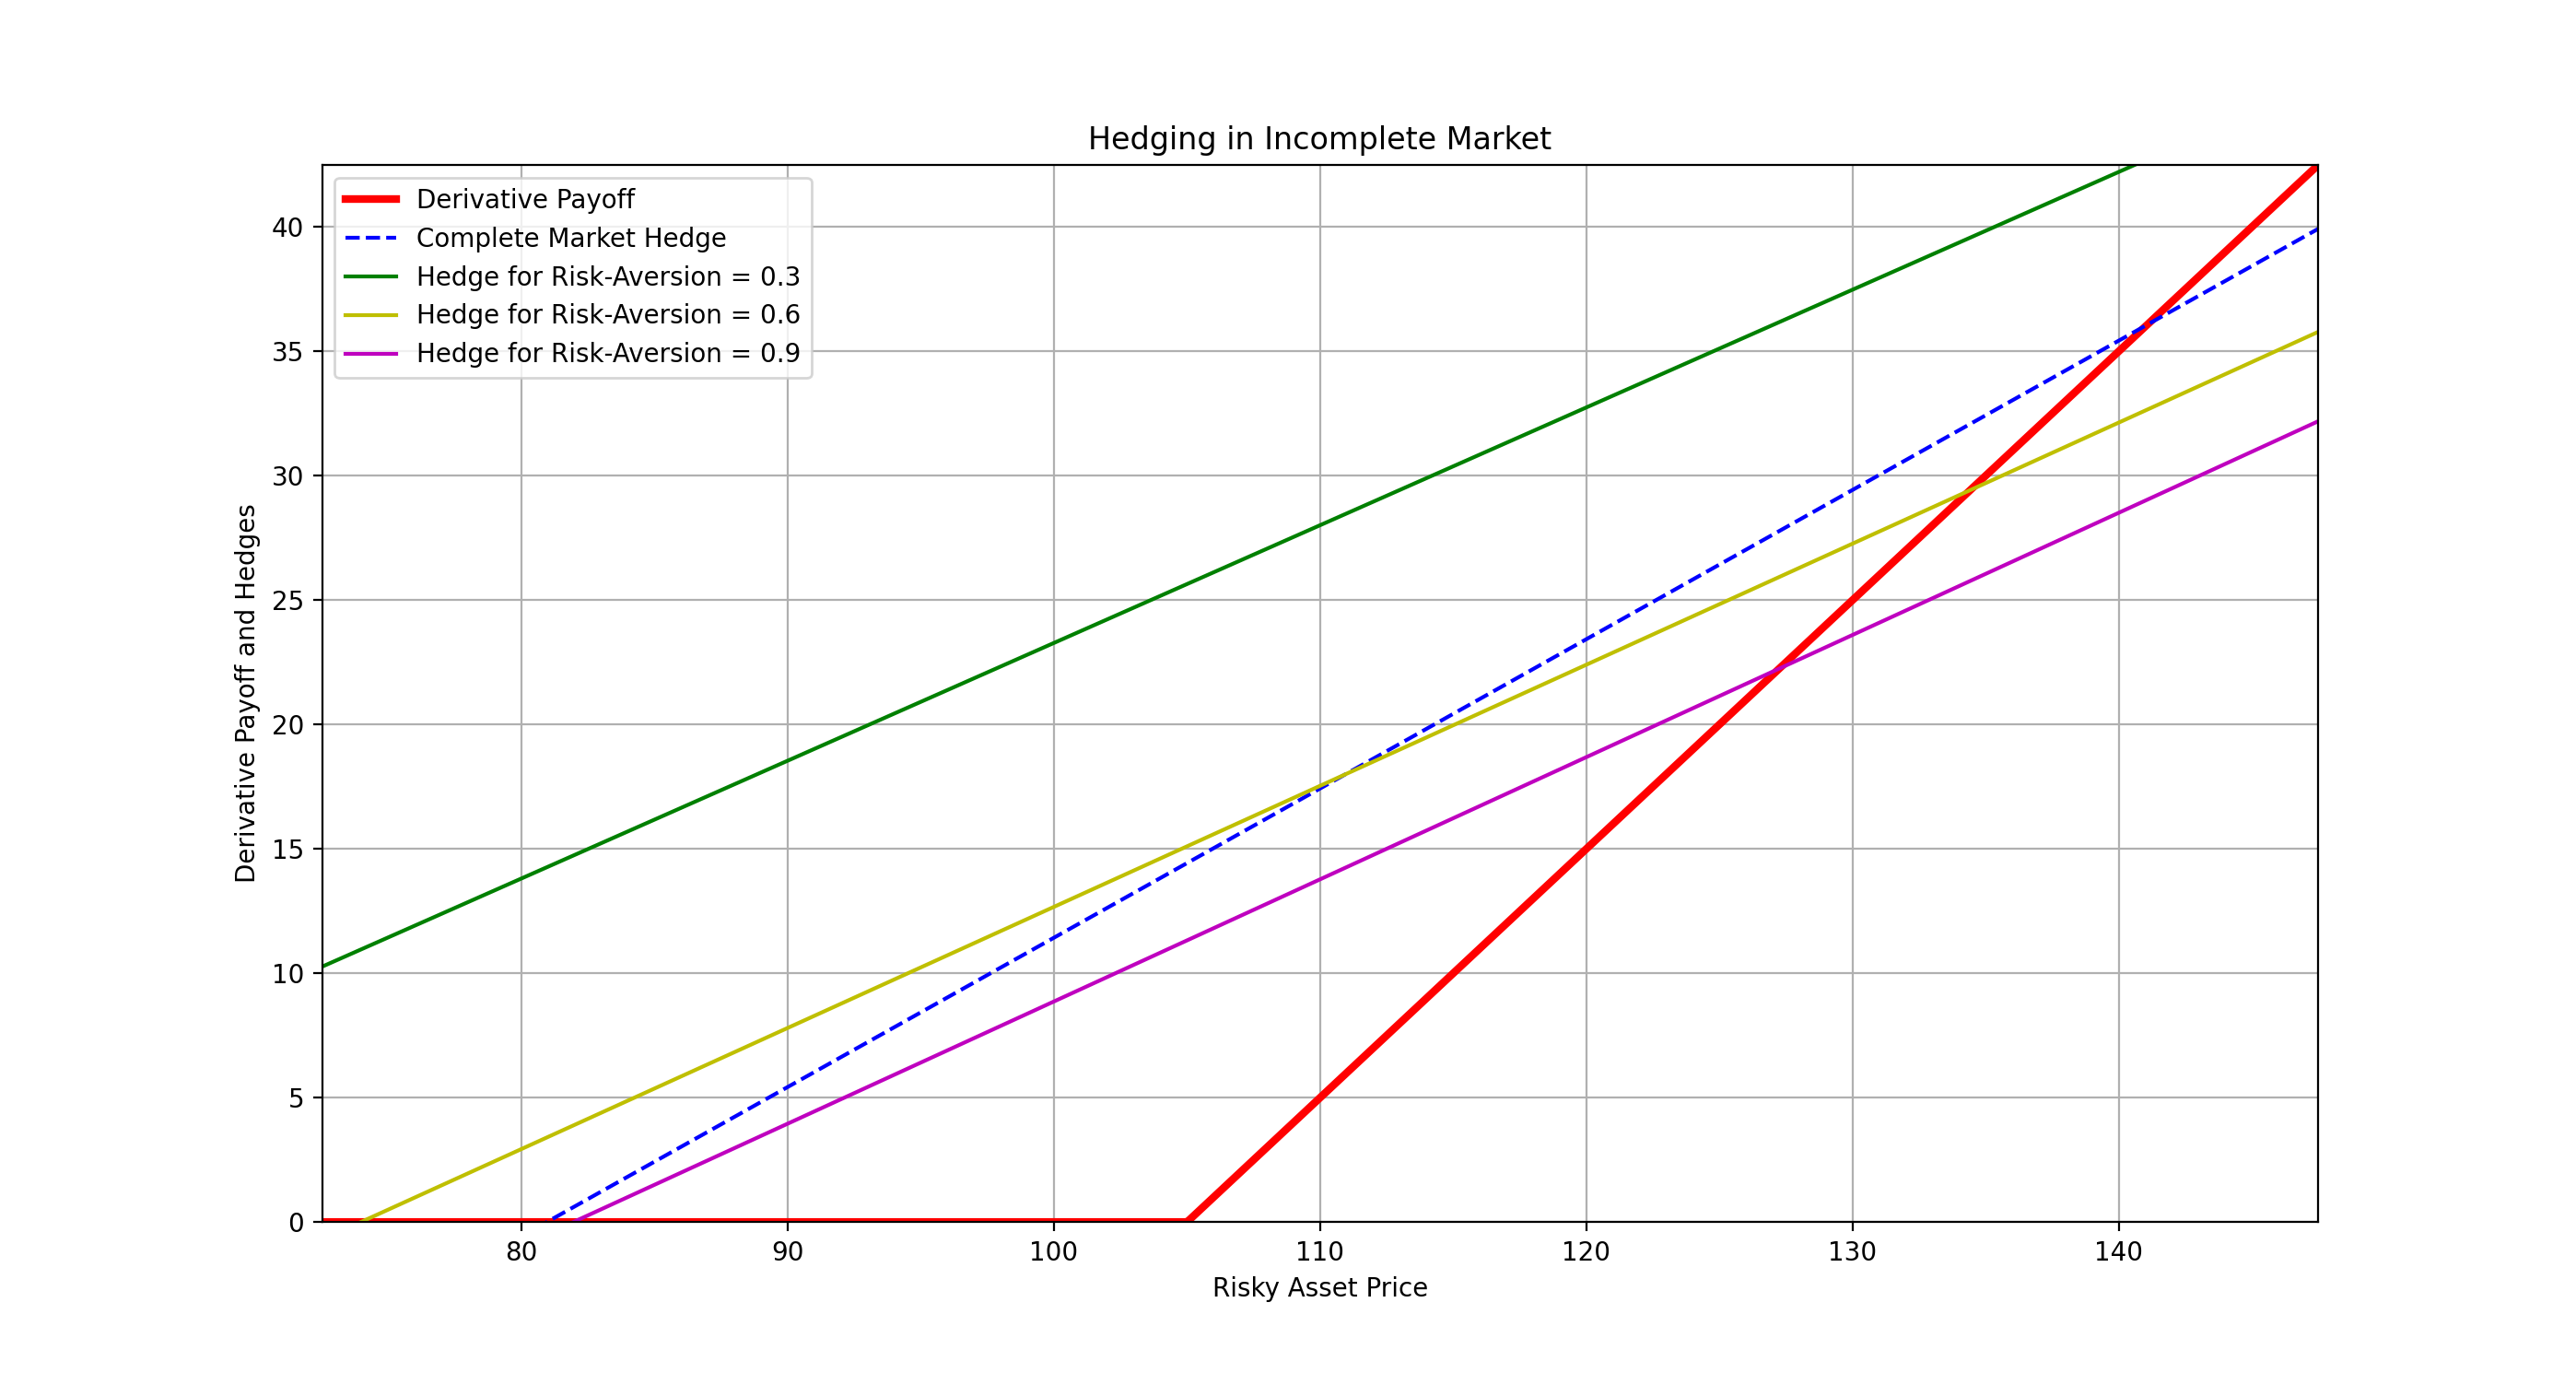 Hedging in Incomplete Market
Derivative Payoff
Complete Market Hedge
Hedge for Risk-Aversion = 0.3
Hedge for Risk-Aversion = 0.6
Hedge for Risk-Aversion = 0.9
Derivative Payoff and Hedges
40
35
30
25
20
15
10
5
0
80 90 100 110 120 130 140
Risky Asset Price